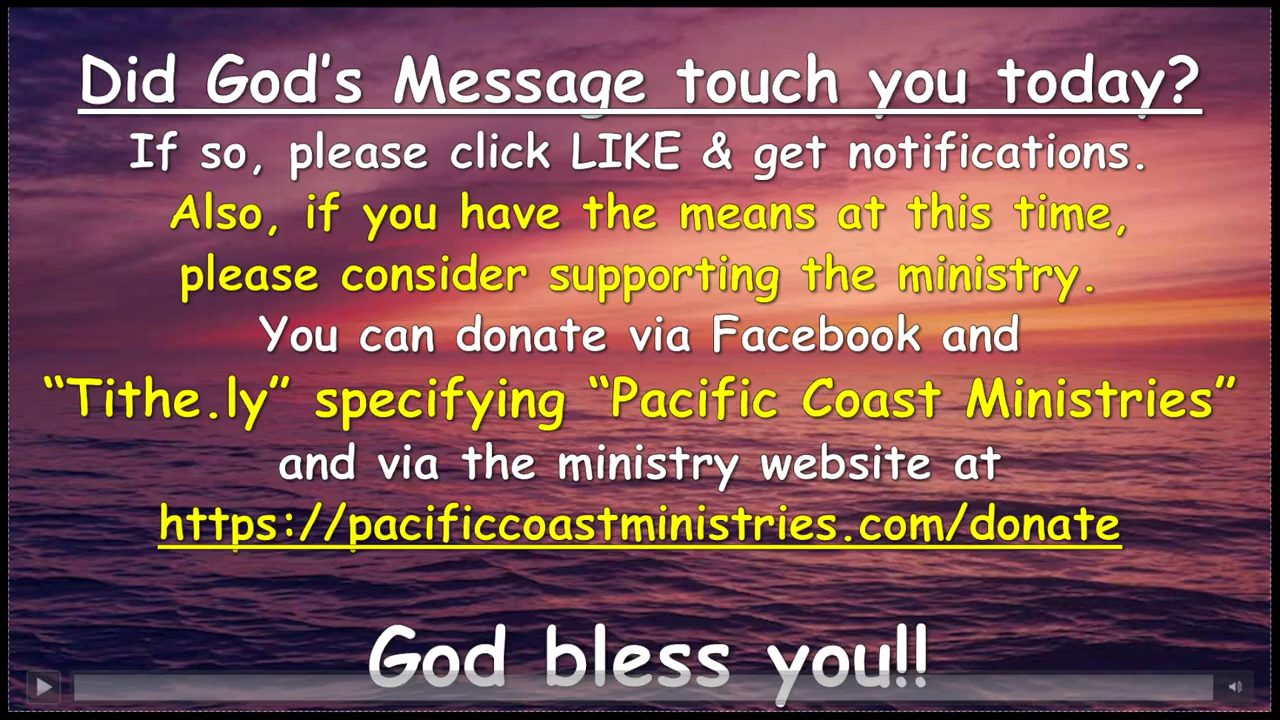 Did God's Message touch you today?
If so, please click LIKE & get notifications.
Also, if you have the means at this time,
please consider supporting the ministry.
You can donate via Facebook and
“Tithe.ly” specifying “Pacific Coast Ministries”
and via the ministry website at
https://pacificcoastministries.com/donate
God bless you!!